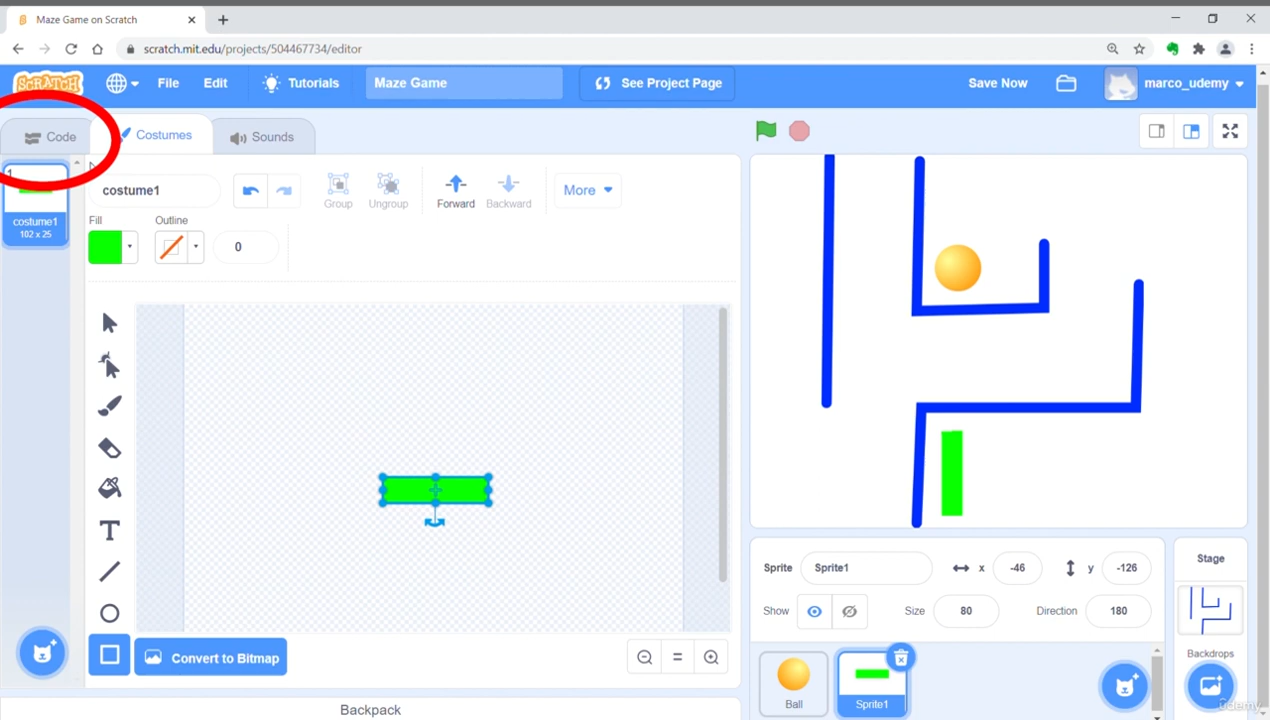 Maze Game on Scratch
scratch.mit.edu/projects/504467734/editor
SCRATCH
File
Edit
Tutorials
Maze Game
See Project Page
Save Now
marco_udemy
Code
Costumes
Sounds
1
costume1
102 x 25
costume1
Group
Ungroup
Forward
Backward
More
Fill
Outline
0
T
Convert to Bitmap
Backpack
Sprite
Sprite1
x
-46
y
-126
Show
Size
80
Direction
180
Ball
Sprite1
Stage
Backdrops
ûdemy